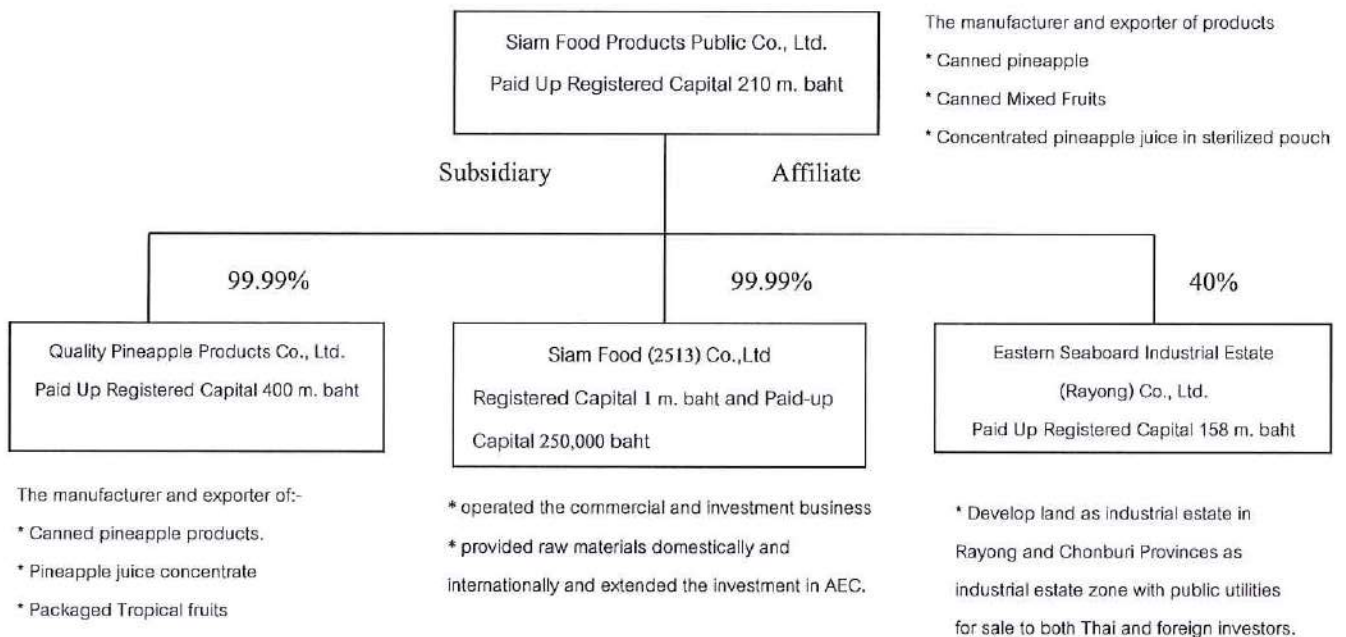 Siam Food Products Public Co., Ltd.
Paid Up Registered Capital 210 m. baht
The manufacturer and exporter of products
* Canned pineapple
* Canned Mixed Fruits
* Concentrated pineapple juice in sterilized pouch
Subsidiary
Affiliate
99.99%
99.99%
40%
Quality Pineapple Products Co., Ltd.
Paid Up Registered Capital 400 m. baht
Siam Food (2513) Co.,Ltd
Registered Capital 1 m. baht and Paid-up
Capital 250,000 baht
Eastern Seaboard Industrial Estate
(Rayong) Co., Ltd.
Paid Up Registered Capital 158 m. baht
The manufacturer and exporter of:-
* Canned pineapple products.
* Pineapple juice concentrate
* Packaged Tropical fruits
* operated the commercial and investment business
* provided raw materials domestically and
internationally and extended the investment in AEC.
* Develop land as industrial estate in
Rayong and Chonburi Provinces as
industrial estate zone with public utilities
for sale to both Thai and foreign investors.